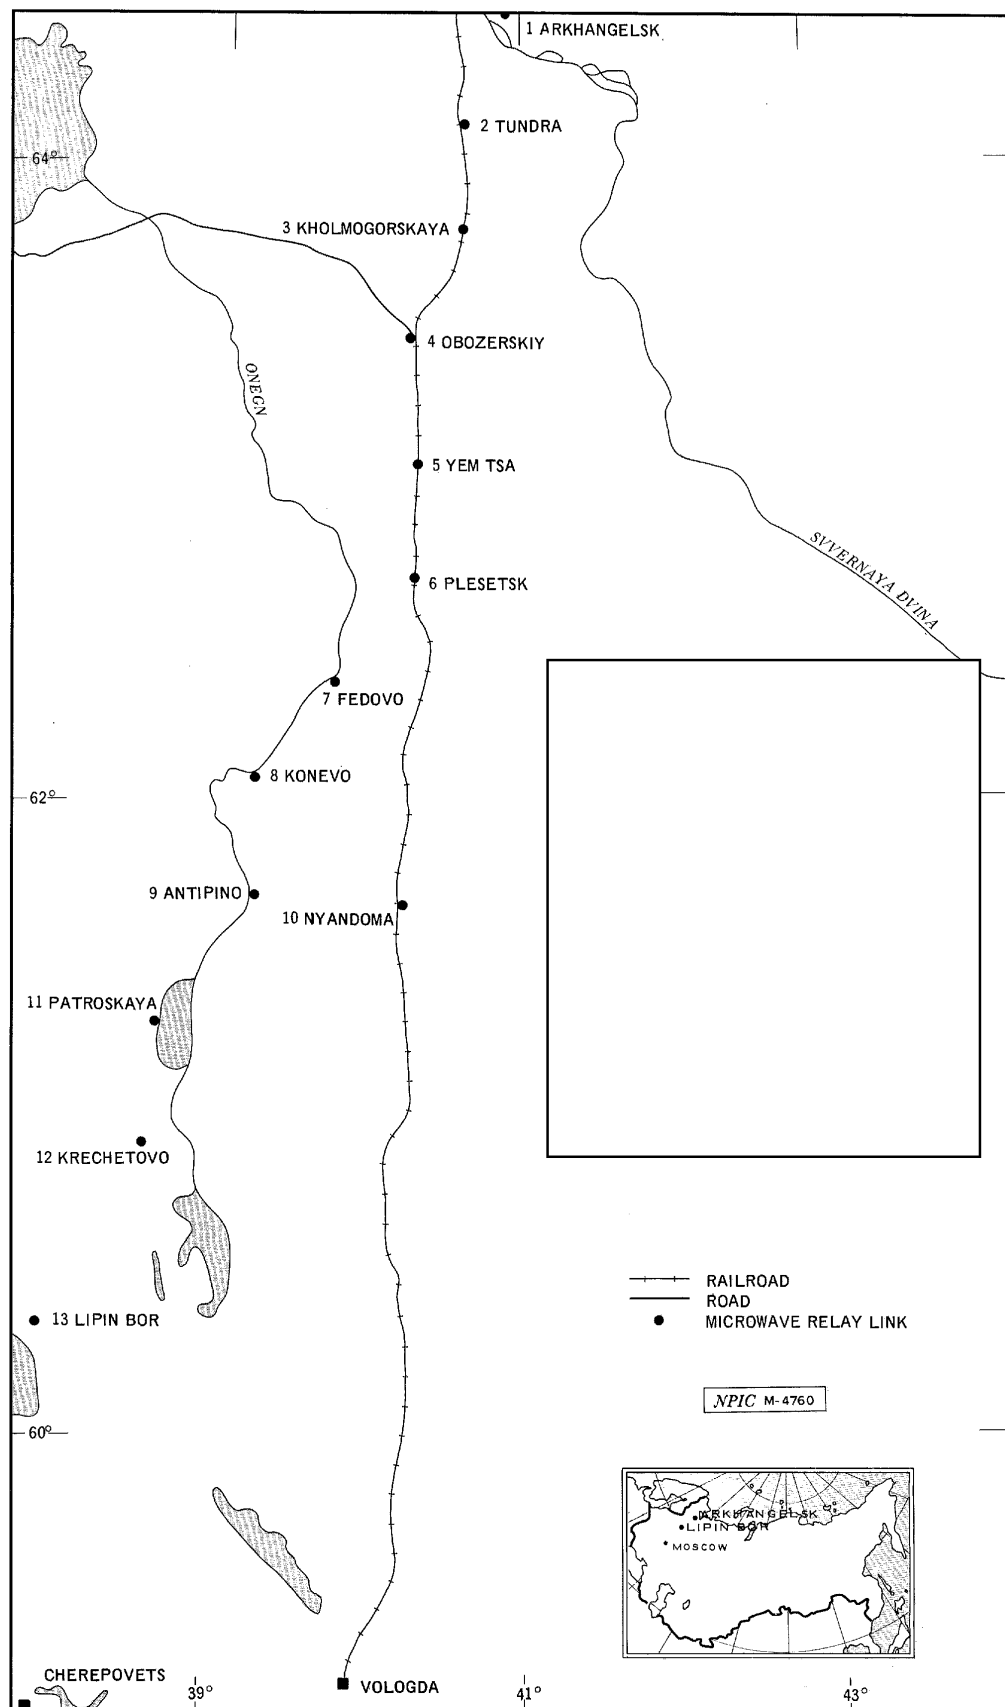 1 ARKHANGELSK
2 TUNDRA
64°
3 KHOLMOGORSKAYA
4 OBOZERSKIY
ONEGN
5 YEM TSA
SVVERNAYA DVINA
6 PLESETSK
7 FEDOVO
8 KONEVO
62°
9 ANTIPINO
10 NYANDOMA
11 PATROSKAYA
12 KRECHETOVO
RAILROAD
ROAD
MICROWAVE RELAY LINK
13 LIPIN BOR
NPIC M-4760
60°
ARKHANGELSK
LIPIN BOR
MOSCOW
CHEREPOVETS
VOLOGDA
39°
41°
43°